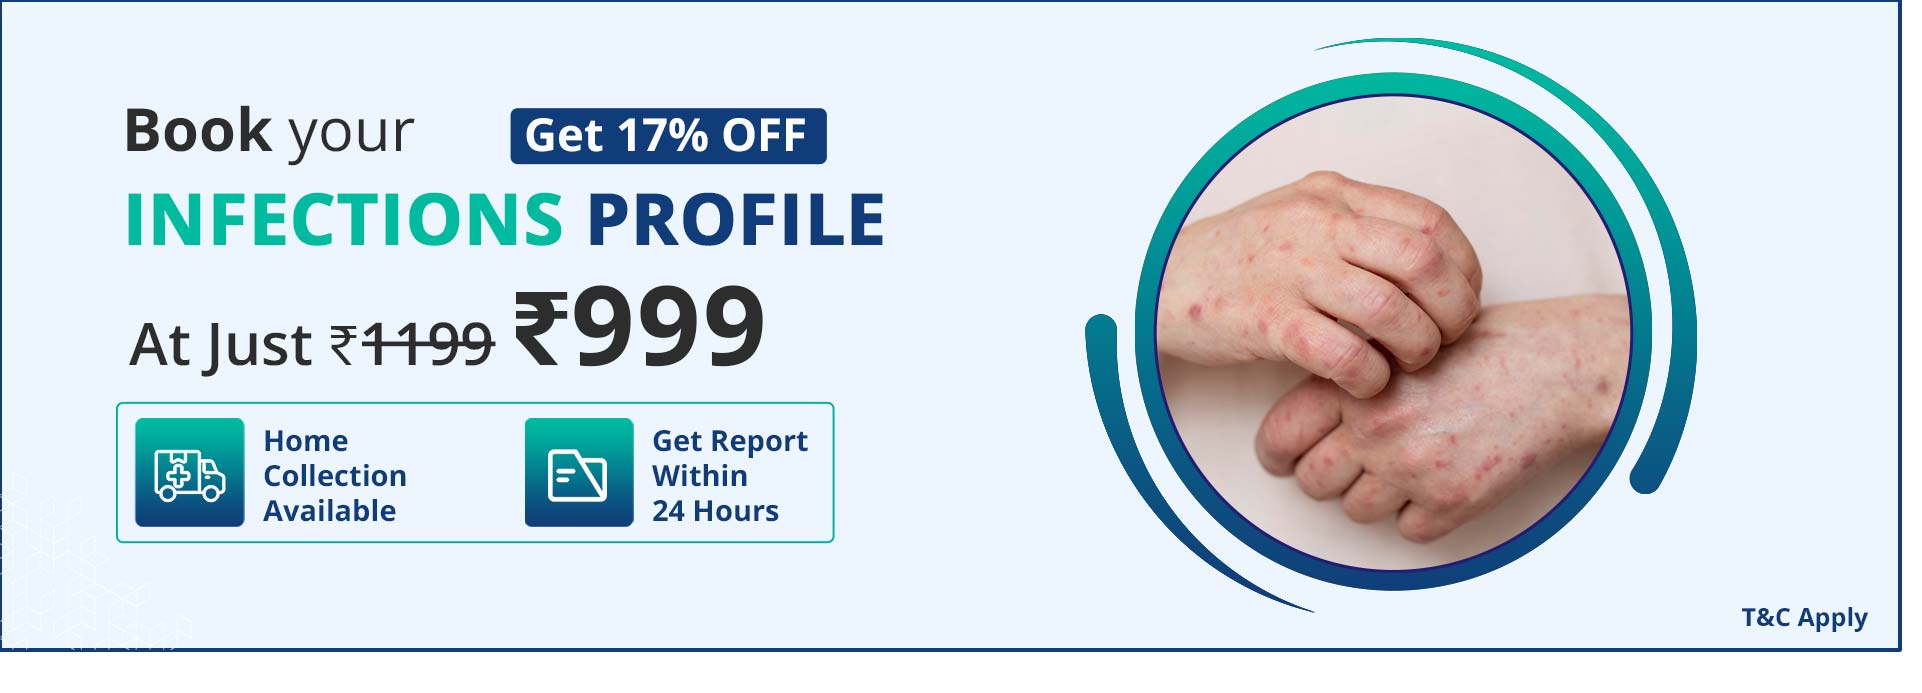 Book your
Get 17% OFF
INFECTIONS PROFILE
At Just ₹1199 ₹999
Home
Collection
Available
Get Report
Within
24 Hours
T&C Apply